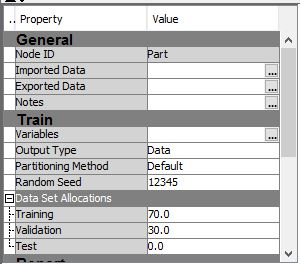 .. Property Value
General
Node ID Part
Imported Data ...
Exported Data ...
Notes ...
Train
Variables ...
Output Type Data
Partitioning Method Default
Random Seed 12345
Data Set Allocations
Training 70.0
Validation 30.0
Test 0.0
Report